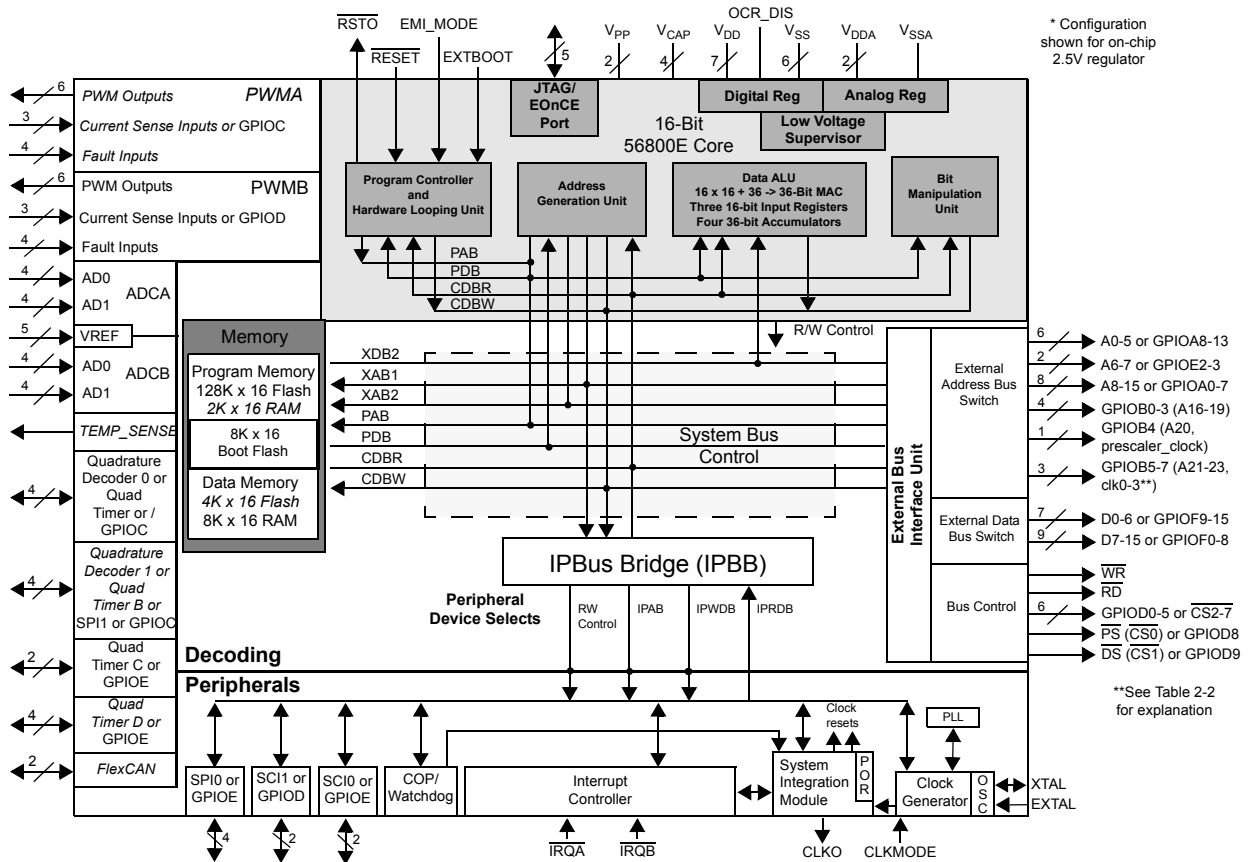 RSTO
EMI_MODE
RESET
EXTBOOT
5
VPP
2
VCAP
4
VDD
7
OCR_DIS
VSS
6
VDDA
2
VSSA
* Configuration
shown for on-chip
2.5V regulator
6
PWM Outputs
PWMA
3
Current Sense Inputs or GPIOC
4
Fault Inputs
6
PWM Outputs
PWMB
3
Current Sense Inputs or GPIOD
4
Fault Inputs
4
AD0
ADCA
4
AD1
5
VREF
4
AD0
ADCB
4
AD1
TEMP_SENSE
4
Quadrature
Decoder 0 or
Quad
Timer or /
GPIOC
4
Quadrature
Decoder 1 or
Quad
Timer B or
SPI1 or GPIOC
2
Quad
Timer C or
GPIOE
4
Quad
Timer D or
GPIOE
2
FlexCAN
JTAG/
EOnCE
Port
16-Bit
56800E Core
Digital Reg
Analog Reg
Low Voltage
Supervisor
Program Controller
and
Hardware Looping Unit
Address
Generation Unit
Data ALU
16 x 16 + 36 -> 36-Bit MAC
Three 16-bit Input Registers
Four 36-bit Accumulators
Bit
Manipulation
Unit
PAB
PDB
CDBR
CDBW
R/W Control
Memory
Program Memory
128K x 16 Flash
2K x 16 RAM
8K x 16
Boot Flash
Data Memory
4K x 16 Flash
8K x 16 RAM
XDB2
XAB1
XAB2
PAB
PDB
CDBR
CDBW
System Bus
Control
External Bus
Interface Unit
External
Address Bus
Switch
External Data
Bus Switch
Bus Control
6
A0-5 or GPIOA8-13
2
A6-7 or GPIOE2-3
8
A8-15 or GPIOA0-7
4
GPIOB0-3 (A16-19)
1
GPIOB4 (A20,
prescaler_clock)
3
GPIOB5-7 (A21-23,
clk0-3**)
7
D0-6 or GPIOF9-15
9
D7-15 or GPIOF0-8
WR
RD
6
GPIOD0-5 or CS2-7
PS (CS0) or GPIOD8
DS (CS1) or GPIOD9
**See Table 2-2
for explanation
IPBus Bridge (IPBB)
Peripheral
Device Selects
RW
Control
IPAB
IPWDB
IPRDB
Decoding
Peripherals
Clock
resets
PLL
SPI0 or
GPIOE
4
SCI1 or
GPIOD
2
SCI0 or
GPIOE
2
COP/
Watchdog
Interrupt
Controller
IRQA
IRQB
System
Integration
Module
POR
CLKO
Clock
Generator
OSC
CLKMODE
XTAL
EXTAL